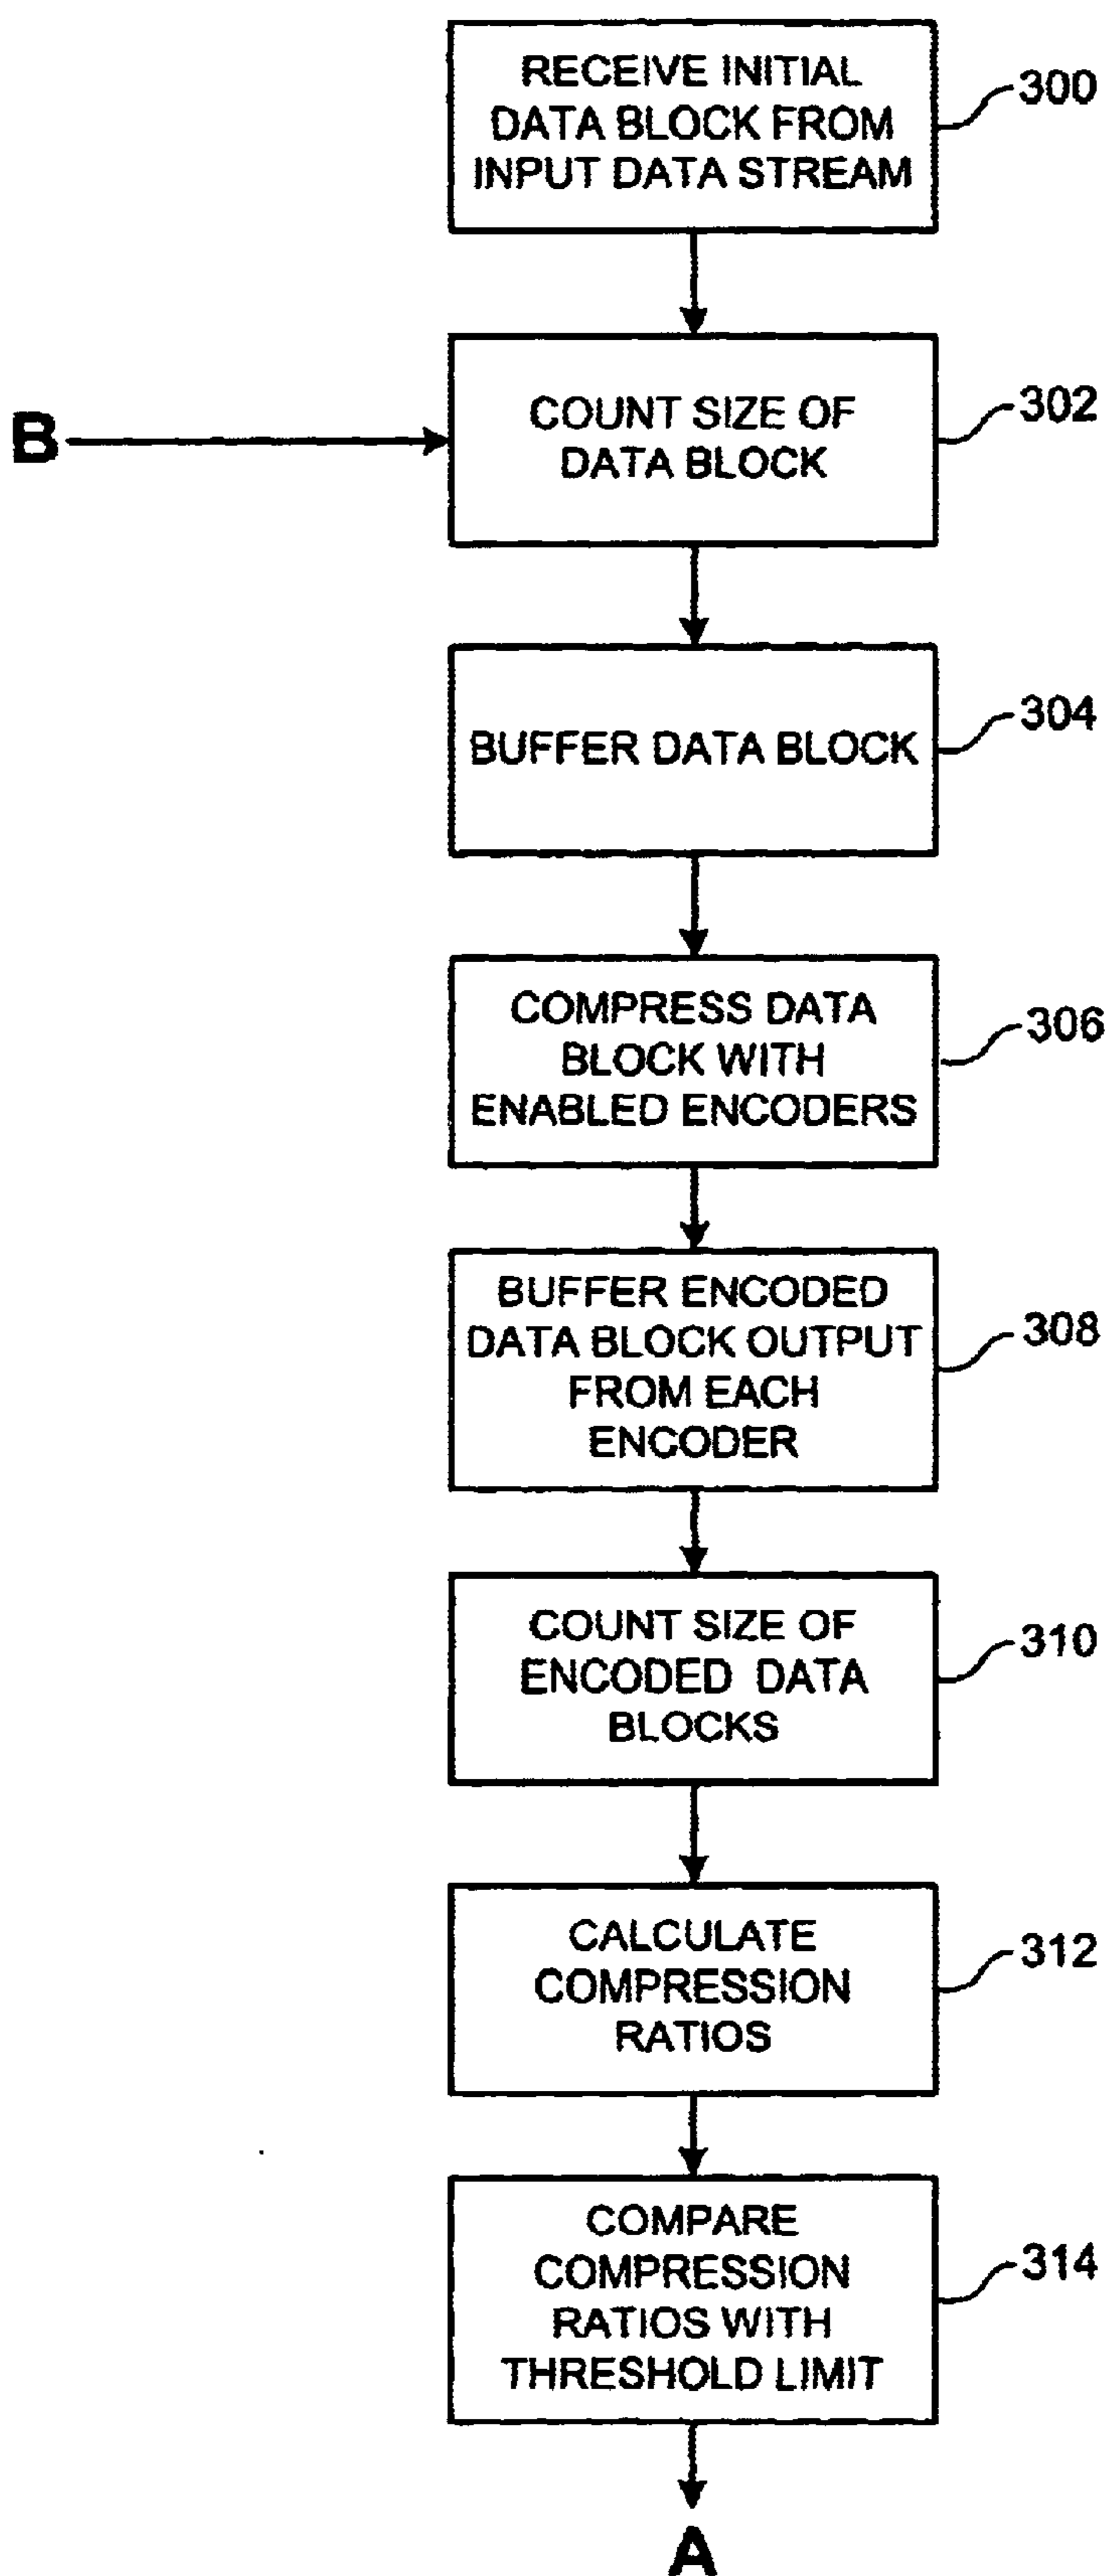 RECEIVE INITIAL
DATA BLOCK FROM
INPUT DATA STREAM
300
B
COUNT SIZE OF
DATA BLOCK
302
BUFFER DATA BLOCK
304
COMPRESS DATA
BLOCK WITH
ENABLED ENCODERS
306
BUFFER ENCODED
DATA BLOCK OUTPUT
FROM EACH
ENCODER
308
COUNT SIZE OF
ENCODED DATA
BLOCKS
310
CALCULATE
COMPRESSION
RATIOS
312
COMPARE
COMPRESSION
RATIOS WITH
THRESHOLD LIMIT
314
A